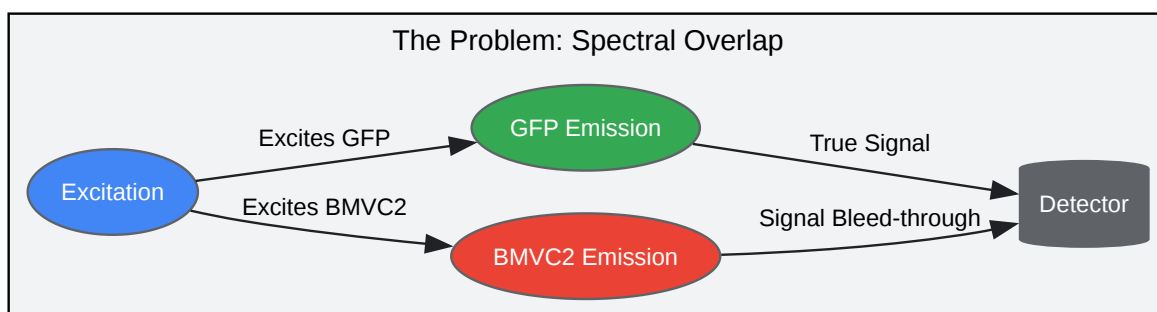 The Problem: Spectral Overlap
Excitation
Excites GFP
Excites BMVC2
GFP Emission
BMVC2 Emission
True Signal
Signal Bleed-through
Detector